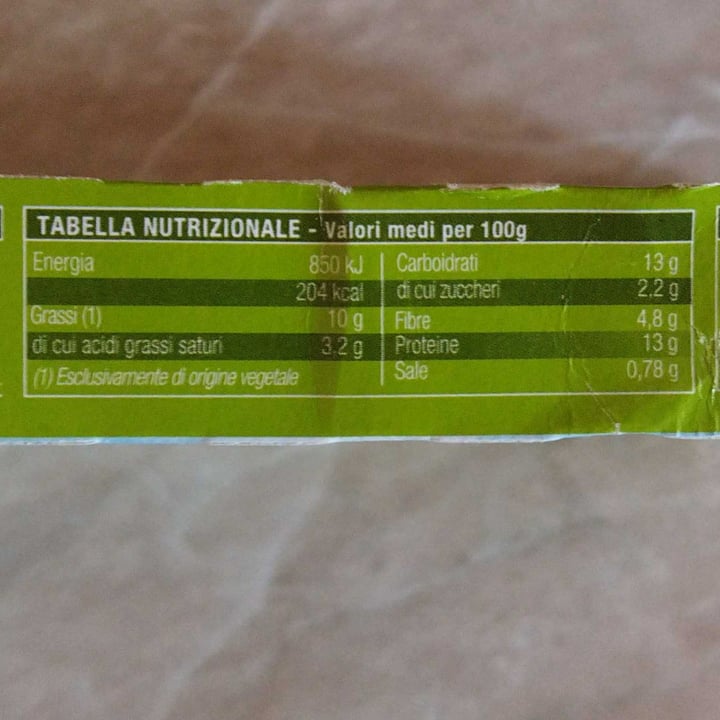 TABELLA NUTRIZIONALE - Valori medi per 100g
Energia 850 kJ
204 kcal
Grassi (1) 10 g
di cui acidi grassi saturi 3,2 g
(1) Esclusivamente di origine vegetale
Carboidrati 13 g
di cui zuccheri 2,2 g
Fibre 4,8 g
Proteine 13 g
Sale 0,78 g